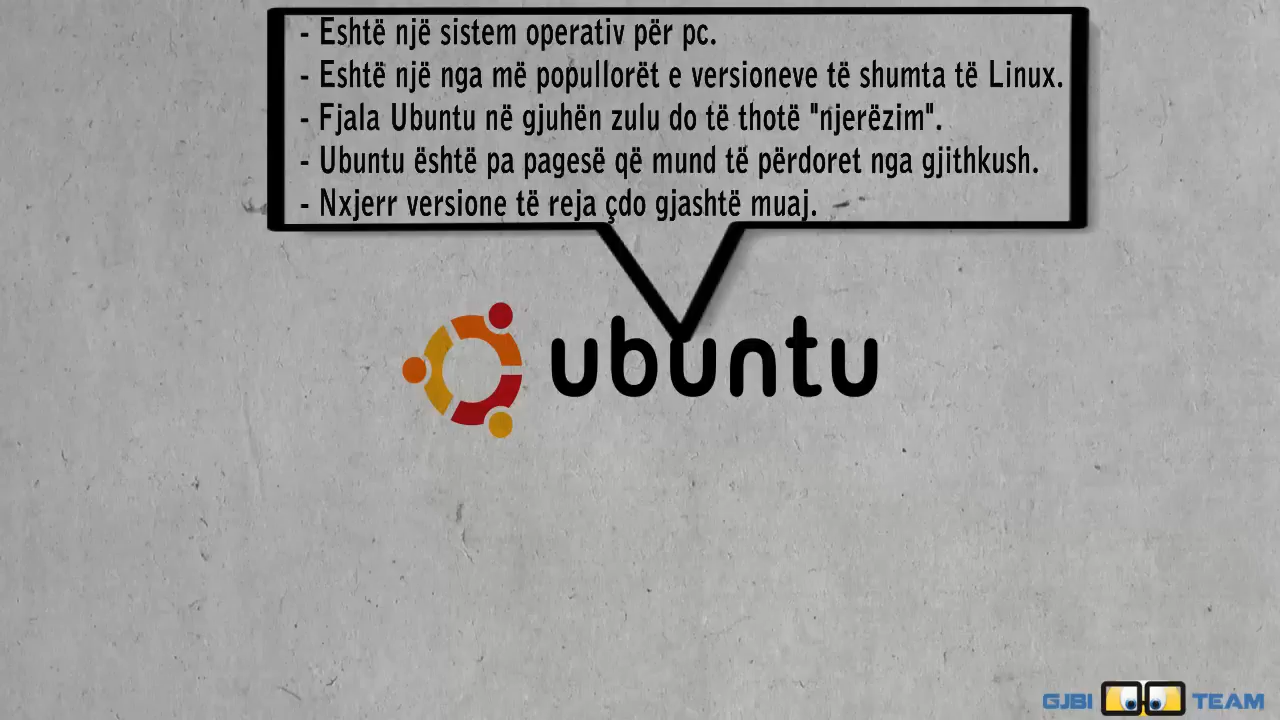 - Eshtë një sistem operativ për pc.
- Eshtë një nga më popullorët e versioneve të shumta të Linux.
- Fjala Ubuntu në gjuhën zulu do të thotë "njerëzim".
- Ubuntu është pa pagesë që mund të përdoret nga gjithkush.
- Nxjerr versione të reja çdo gjashtë muaj.
ubuntu
GJBI TEAM